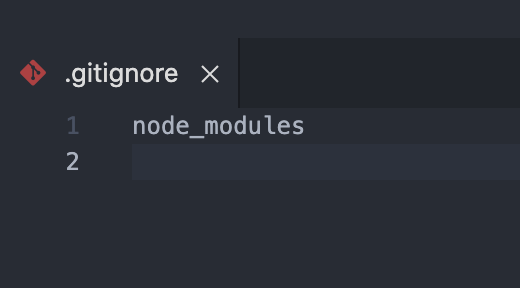 .gitignore
1 node_modules
2